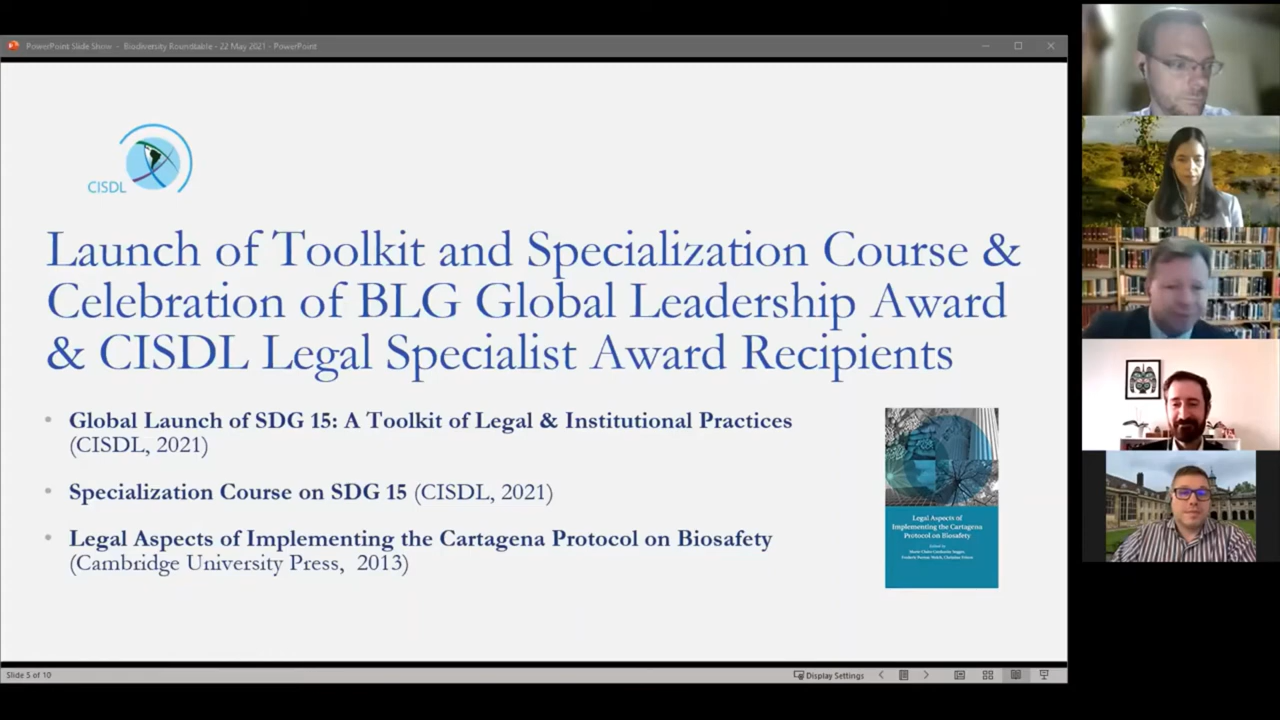 PowerPoint Slide Show - Biodiversity Roundtable - 22 May 2021 - PowerPoint
CISDL
Launch of Toolkit and Specialization Course &
Celebration of BLG Global Leadership Award
& CISDL Legal Specialist Award Recipients
• Global Launch of SDG 15: A Toolkit of Legal & Institutional Practices
(CISDL, 2021)
• Specialization Course on SDG 15 (CISDL, 2021)
• Legal Aspects of Implementing the Cartagena Protocol on Biosafety
(Cambridge University Press, 2013)
Legal Aspects of
Implementing the Cartagena
Protocol on Biosafety
Slide 5 of 10
Display Settings